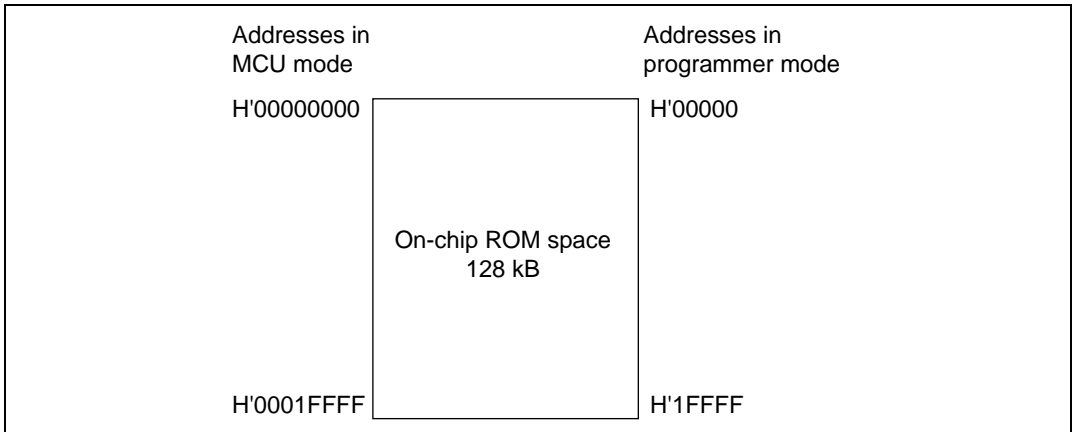 Addresses in
MCU mode
Addresses in
programmer mode
H'00000000
H'00000
On-chip ROM space
128 kB
H'0001FFFF
H'1FFFF